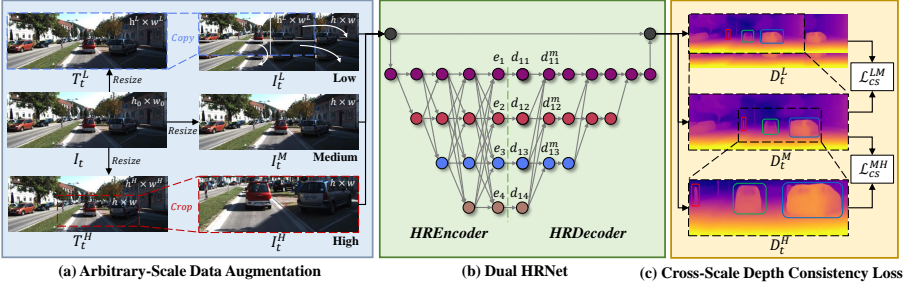 h^L × w^L
h × w
Copy
T_t^L
I_t^L
Low
Resize
h_0 × w_0
h × w
Resize
I_t
I_t^M
Medium
Resize
h^H × w^H
h × w
h × w
Crop
T_t^H
I_t^H
High
(a) Arbitrary-Scale Data Augmentation
e_1 d_11 d_11^m
e_2 d_12 d_12^m
e_3 d_13 d_13^m
e_4 d_14
HREncoder
HRDecoder
(b) Dual HRNet
D_t^L
ℒ_cs^LM
D_t^M
ℒ_cs^MH
D_t^H
(c) Cross-Scale Depth Consistency Loss